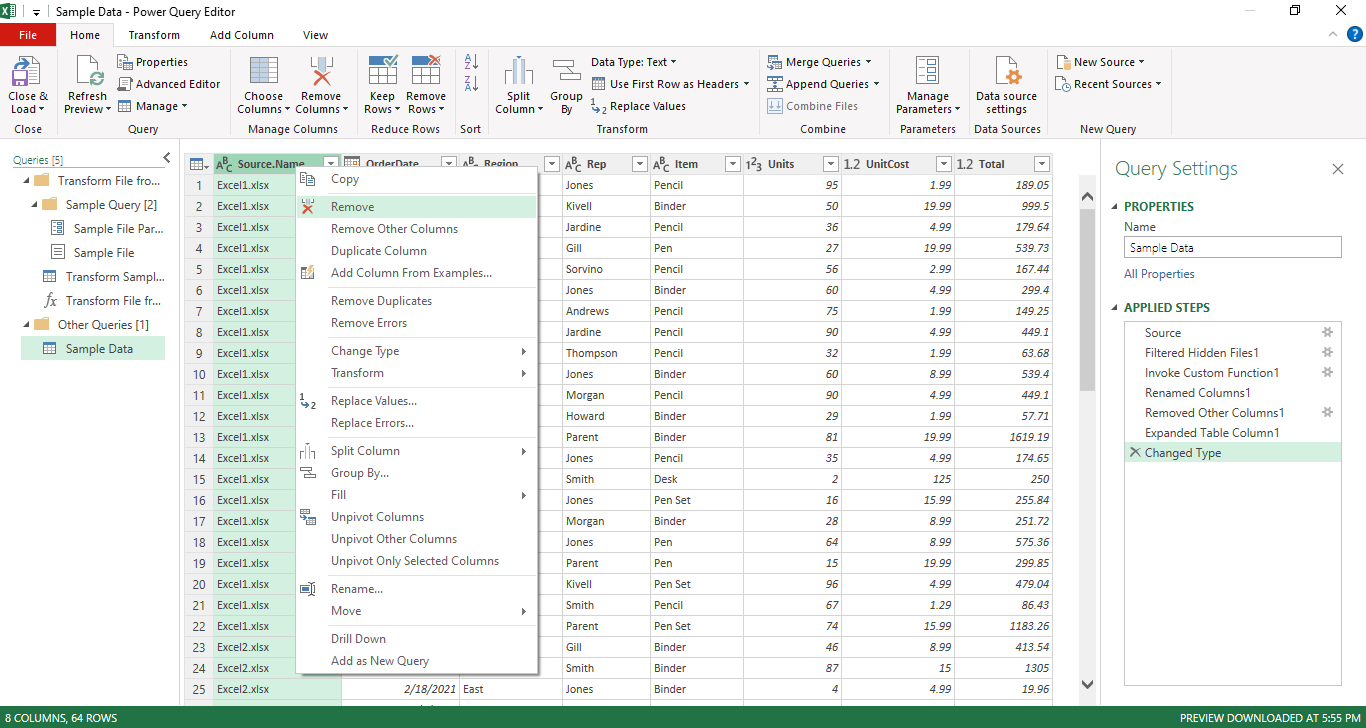 Sample Data - Power Query Editor
File Home Transform Add Column View
Close & Load
Close
Refresh Preview
Properties
Advanced Editor
Manage
Query
Choose Columns
Remove Columns
Manage Columns
Keep Rows
Remove Rows
Reduce Rows
Sort
Split Column
Group By
Data Type: Text
Use First Row as Headers
Replace Values
Transform
Merge Queries
Append Queries
Combine Files
Combine
Manage Parameters
Parameters
Data source settings
Data Sources
New Source
Recent Sources
New Query
Queries [5]
Transform File fro...
Sample Query [2]
Sample File Par...
Sample File
Transform Sampl...
Transform File fr...
Other Queries [1]
Sample Data
Source.Name OrderDate Region Rep Item Units UnitCost Total
1 Excel1.xlsx Jones Pencil 95 1.99 189.05
2 Excel1.xlsx Kivell Binder 50 19.99 999.5
3 Excel1.xlsx Jardine Pencil 36 4.99 179.64
4 Excel1.xlsx Gill Pen 27 19.99 539.73
5 Excel1.xlsx Sorvino Pencil 56 2.99 167.44
6 Excel1.xlsx Jones Binder 60 4.99 299.4
7 Excel1.xlsx Andrews Pencil 75 1.99 149.25
8 Excel1.xlsx Jardine Pencil 90 4.99 449.1
9 Excel1.xlsx Thompson Pencil 32 1.99 63.68
10 Excel1.xlsx Jones Binder 60 8.99 539.4
11 Excel1.xlsx Morgan Pencil 90 4.99 449.1
12 Excel1.xlsx Howard Binder 29 1.99 57.71
13 Excel1.xlsx Parent Binder 81 19.99 1619.19
14 Excel1.xlsx Jones Pencil 35 4.99 174.65
15 Excel1.xlsx Smith Desk 2 125 250
16 Excel1.xlsx Jones Pen Set 16 15.99 255.84
17 Excel1.xlsx Morgan Binder 28 8.99 251.72
18 Excel1.xlsx Jones Pen 64 8.99 575.36
19 Excel1.xlsx Parent Pen 15 19.99 299.85
20 Excel1.xlsx Kivell Pen Set 96 4.99 479.04
21 Excel1.xlsx Smith Pencil 67 1.29 86.43
22 Excel1.xlsx Parent Pen Set 74 15.99 1183.26
23 Excel2.xlsx Gill Binder 46 8.99 413.54
24 Excel2.xlsx Smith Binder 87 15 1305
25 Excel2.xlsx 2/18/2021 East Jones Binder 4 4.99 19.96
Copy
Remove
Remove Other Columns
Duplicate Column
Add Column From Examples...
Remove Duplicates
Remove Errors
Change Type
Transform
Replace Values...
Replace Errors...
Split Column
Group By...
Fill
Unpivot Columns
Unpivot Other Columns
Unpivot Only Selected Columns
Rename...
Move
Drill Down
Add as New Query
Query Settings
PROPERTIES
Name
Sample Data
All Properties
APPLIED STEPS
Source
Filtered Hidden Files1
Invoke Custom Function1
Renamed Columns1
Removed Other Columns1
Expanded Table Column1
Changed Type
8 COLUMNS, 64 ROWS
PREVIEW DOWNLOADED AT 5:55 PM